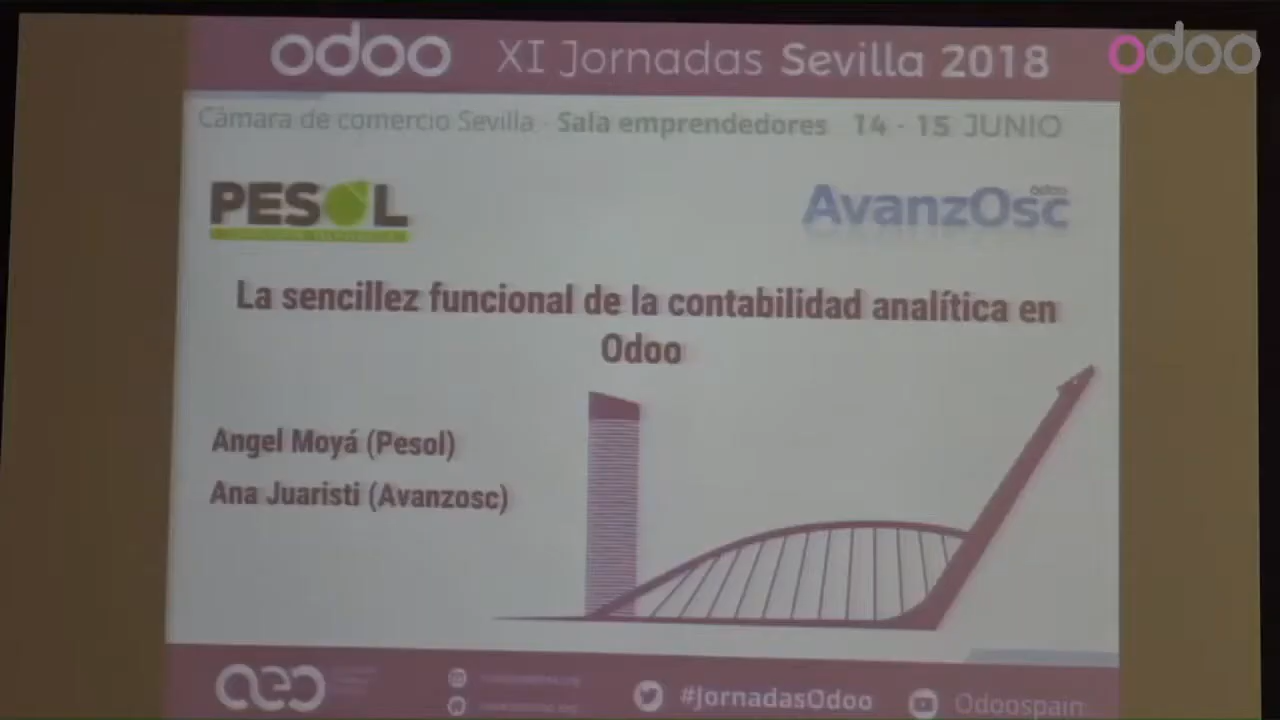 odoo XI Jornadas Sevilla 2018
odoo
Cámara de comercio Sevilla - Sala emprendedores 14 - 15 JUNIO
PESOL
AvanzOsc
odoo
La sencillez funcional de la contabilidad analítica en
Odoo
Angel Moyá (Pesol)
Ana Juaristi (Avanzosc)
aeo
#JornadasOdoo
Odoospain